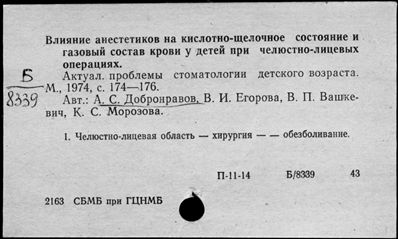 Влияние анестетиков на кислотно-щелочное состояние и
газовый состав крови у детей при челюстно-лицевых
операциях.
Б
8339
Актуал. проблемы стоматологии детского возраста.
М., 1974, с. 174—176.
Авт.: А. С. Добронравов, В. И. Егорова, В. П. Вашке-
вич, К. С. Морозова.
1. Челюстно-лицевая область — хирургия — — обезболивание.
П-11-14 Б/8339 43
2163 СБМБ при ГЦНМБ